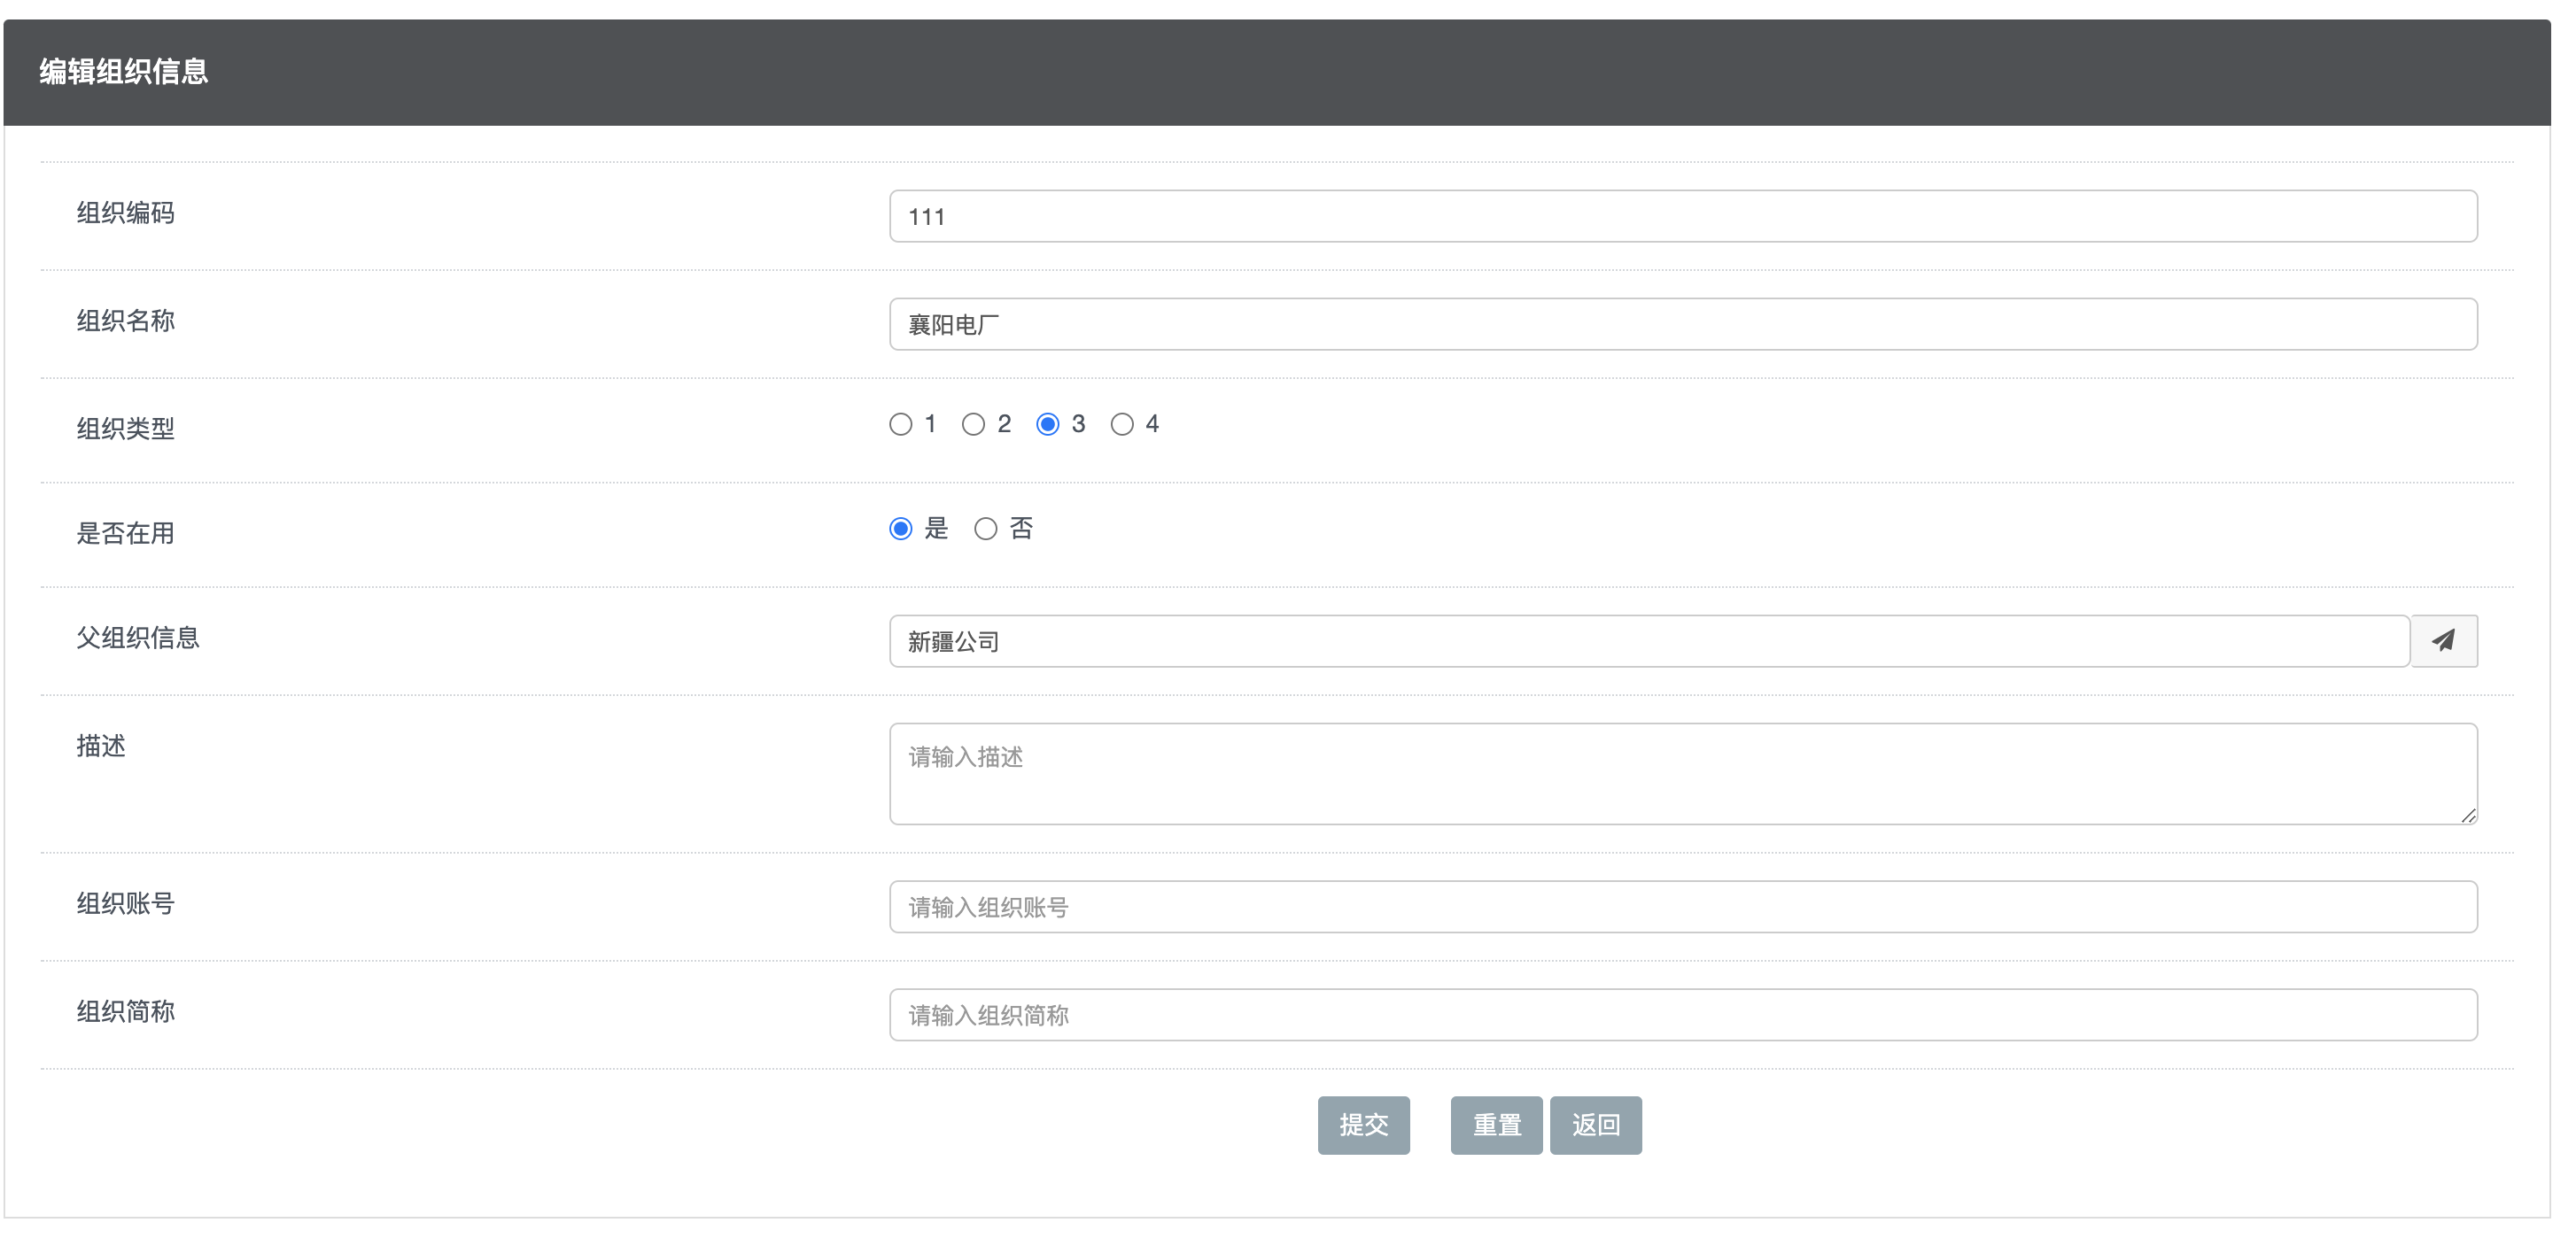 编辑组织信息
组织编码 111
组织名称 襄阳电厂
组织类型 1 2 3 4
是否在用 是 否
父组织信息 新疆公司
描述 请输入描述
组织账号 请输入组织账号
组织简称 请输入组织简称
提交 重置 返回